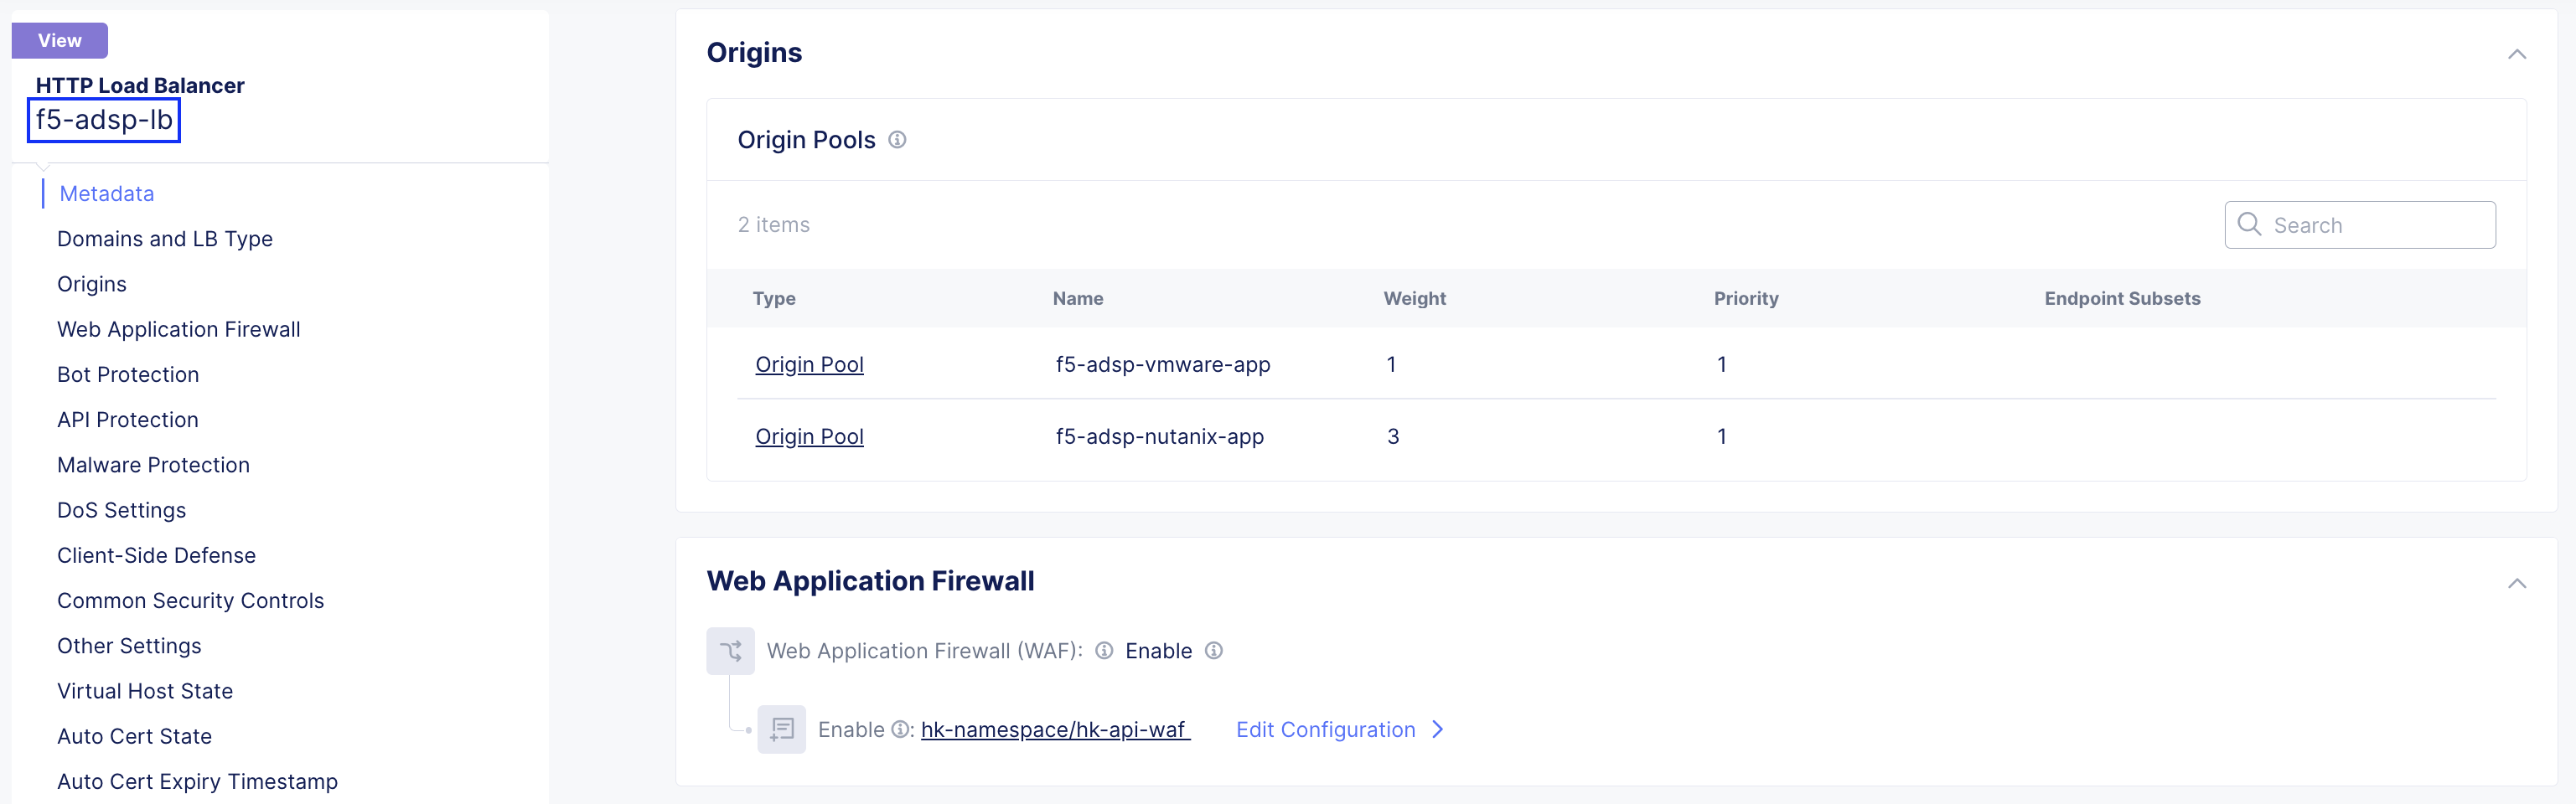 View
HTTP Load Balancer
f5-adsp-lb
Metadata
Domains and LB Type
Origins
Web Application Firewall
Bot Protection
API Protection
Malware Protection
DoS Settings
Client-Side Defense
Common Security Controls
Other Settings
Virtual Host State
Auto Cert State
Auto Cert Expiry Timestamp
Origins
Origin Pools
2 items
Search
Type Name Weight Priority Endpoint Subsets
Origin Pool f5-adsp-vmware-app 1 1
Origin Pool f5-adsp-nutanix-app 3 1
Web Application Firewall
Web Application Firewall (WAF): Enable
Enable : hk-namespace/hk-api-waf Edit Configuration